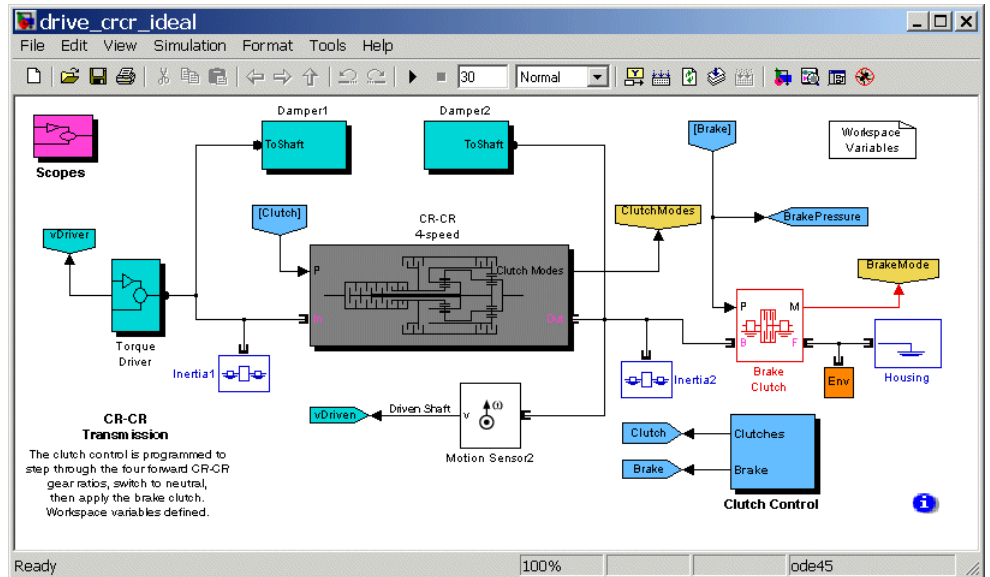 drive_crcr_ideal
File Edit View Simulation Format Tools Help
30
Normal
Damper1
ToShaft
Damper2
ToShaft
[Brake]
Workspace
Variables
Scopes
[Clutch]
CR-CR
4-speed
ClutchModes
BrakePressure
vDriver
P
Clutch Modes
In
Out
BrakeMode
Torque
Driver
P
M
B
F
Inertia1
Inertia2
Brake
Clutch
Env
Housing
vDriven
Driven Shaft
v
(ω)
Motion Sensor2
Clutch
Clutches
Brake
Brake
Clutch Control
CR-CR
Transmission
The clutch control is programmed to
step through the four forward CR-CR
gear ratios, switch to neutral,
then apply the brake clutch.
Workspace variables defined.
i
Ready
100%
ode45